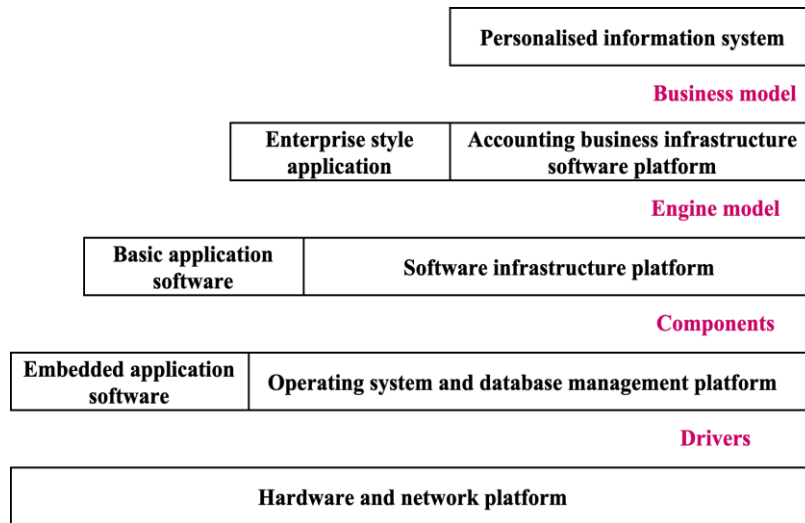 Personalised information system
Business model
Enterprise style
application
Accounting business infrastructure
software platform
Engine model
Basic application
software
Software infrastructure platform
Components
Embedded application
software
Operating system and database management platform
Drivers
Hardware and network platform